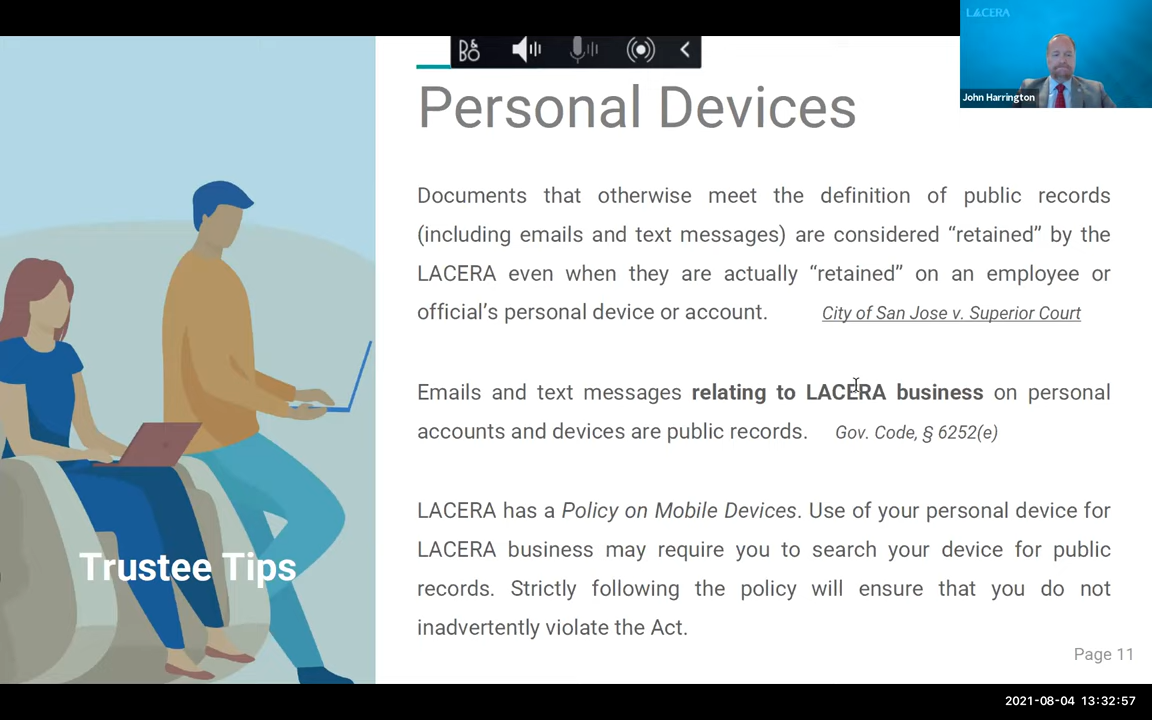 LACERA
John Harrington
Personal Devices
Documents that otherwise meet the definition of public records
(including emails and text messages) are considered “retained” by the
LACERA even when they are actually “retained” on an employee or
official’s personal device or account. City of San Jose v. Superior Court
Emails and text messages relating to LACERA business on personal
accounts and devices are public records. Gov. Code, § 6252(e)
LACERA has a Policy on Mobile Devices. Use of your personal device for
LACERA business may require you to search your device for public
records. Strictly following the policy will ensure that you do not
inadvertently violate the Act.
Trustee Tips
Page 11
2021-08-04 13:32:57